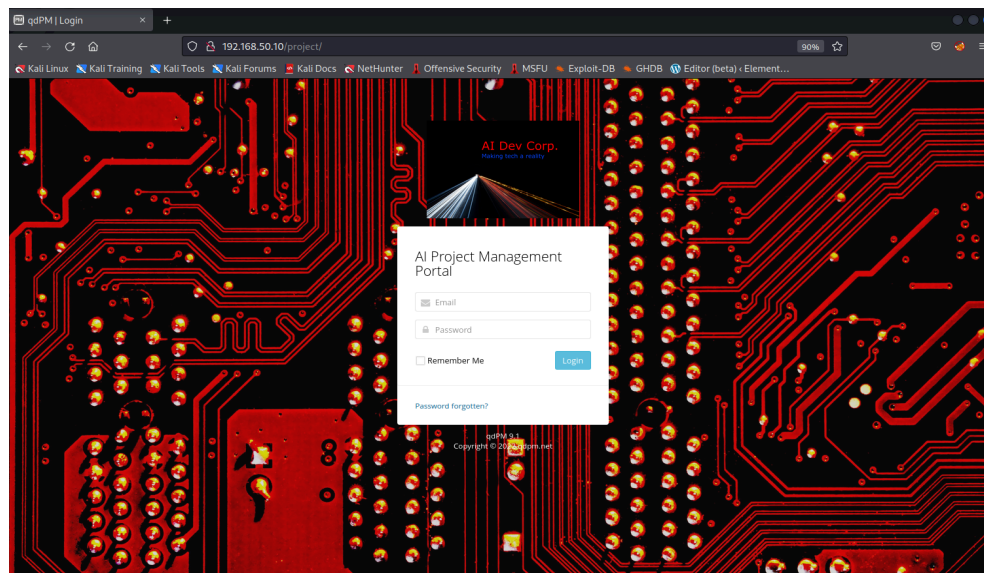 qdPM | Login
192.168.50.10/project/
90%
Kali Linux Kali Training Kali Tools Kali Forums Kali Docs NetHunter Offensive Security MSFU Exploit-DB GHDB Editor (beta) ‹ Element...
AI Dev Corp.
Making tech a reality
AI Project Management
Portal
Email
Password
Remember Me
Login
Password forgotten?
qdPM 9.1
Copyright © qdpm.net